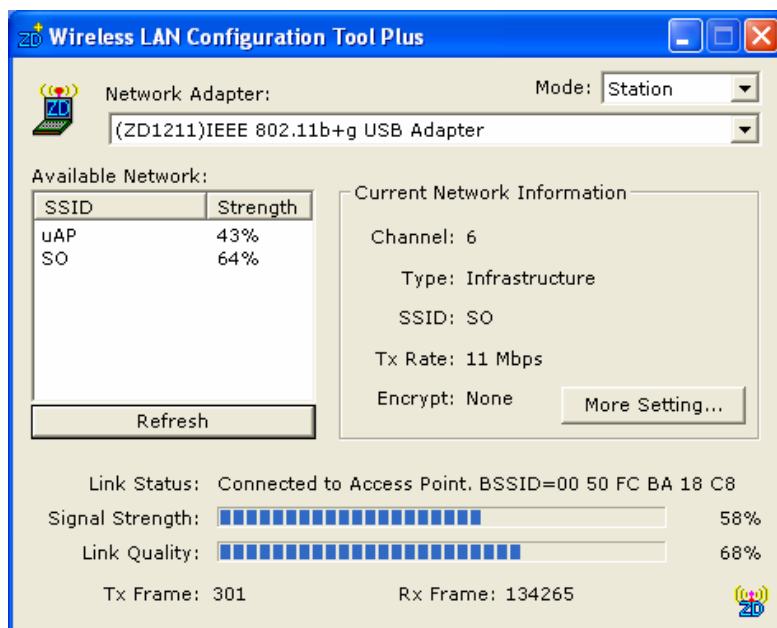 ZD+ Wireless LAN Configuration Tool Plus
Mode: Station
ZD Network Adapter:
(ZD1211)IEEE 802.11b+g USB Adapter
Available Network:
SSID Strength
uAP 43%
SO 64%
Refresh
Current Network Information
Channel: 6
Type: Infrastructure
SSID: SO
Tx Rate: 11 Mbps
Encrypt: None
More Setting...
Link Status: Connected to Access Point. BSSID=00 50 FC BA 18 C8
Signal Strength: 58%
Link Quality: 68%
Tx Frame: 301 Rx Frame: 134265
ZD